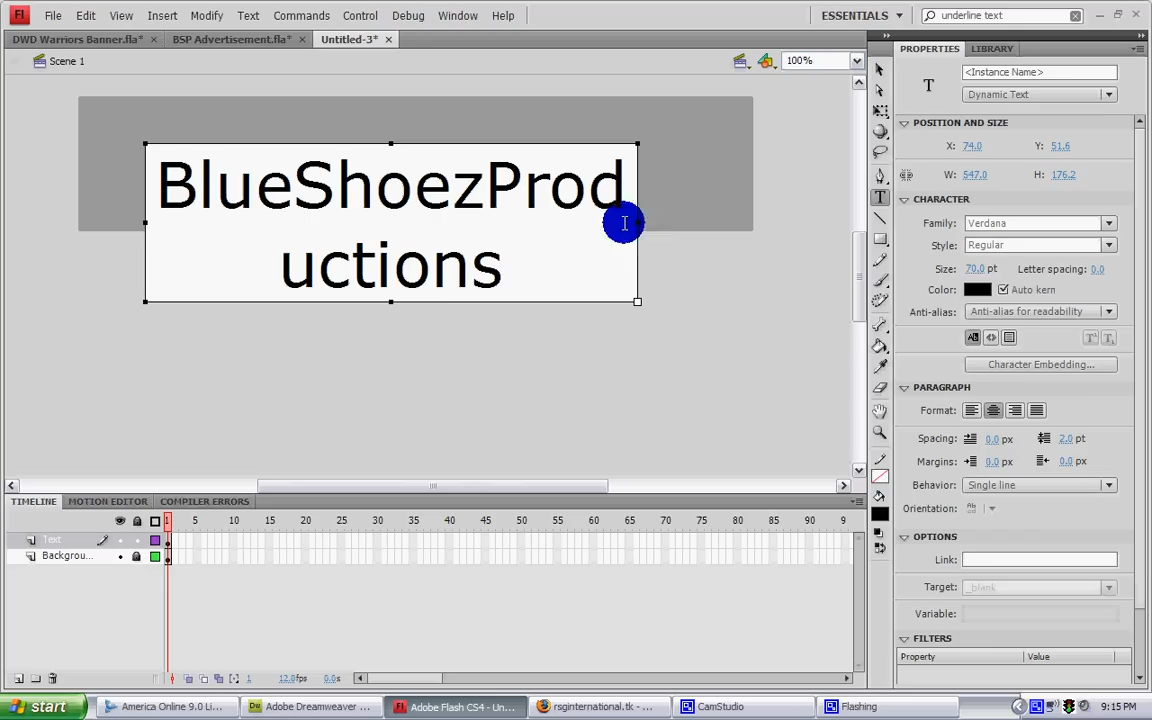 Fl File Edit View Insert Modify Text Commands Control Debug Window Help ESSENTIALS underline text
DWD Warriors Banner.fla* BSP Advertisement.fla* Untitled-3*
Scene 1 100%
BlueShoezProd
uctions
PROPERTIES LIBRARY
T <Instance Name>
Dynamic Text
POSITION AND SIZE
X: 74.0 Y: 51.6
W: 547.0 H: 176.2
CHARACTER
Family: Verdana
Style: Regular
Size: 70.0 pt Letter spacing: 0.0
Color: Auto kern
Anti-alias: Anti-alias for readability
Character Embedding...
PARAGRAPH
Format:
Spacing: 0.0 px 2.0 pt
Margins: 0.0 px 0.0 px
Behavior: Single line
Orientation:
OPTIONS
Link:
Target: _blank
Variable:
FILTERS
Property Value
TIMELINE MOTION EDITOR COMPILER ERRORS
1 5 10 15 20 25 30 35 40 45 50 55 60 65 70 75 80 85 90 9
Text
Backgrou...
1 12.0fps 0.0s
start America Online 9.0 Li... Adobe Dreamweaver ... Adobe Flash CS4 - Un... rsginternational.tk - ... CamStudio Flashing 9:15 PM